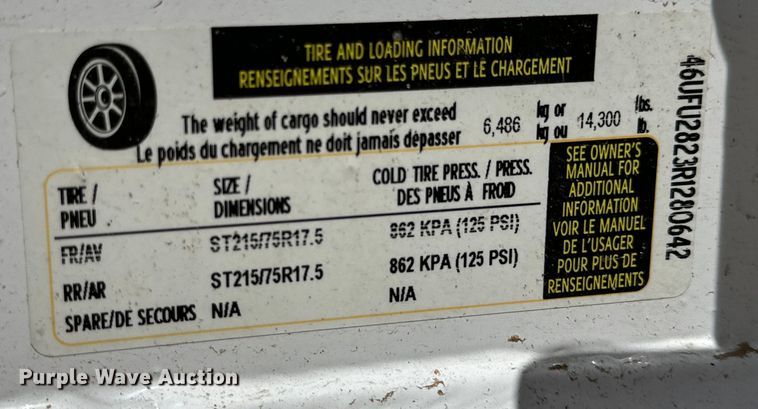 TIRE AND LOADING INFORMATION
RENSEIGNEMENTS SUR LES PNEUS ET LE CHARGEMENT
The weight of cargo should never exceed
Le poids du chargement ne doit jamais dépasser
6,486 kg or 14,300 lbs.
kg ou lb.
TIRE / SIZE / COLD TIRE PRESS. / PRESS.
PNEU DIMENSIONS DES PNEUS À FROID
FR/AV ST215/75R17.5 862 KPA (125 PSI)
RR/AR ST215/75R17.5 862 KPA (125 PSI)
SPARE/DE SECOURS N/A N/A
SEE OWNER'S
MANUAL FOR
ADDITIONAL
INFORMATION
VOIR LE MANUEL
DE L'USAGER
POUR PLUS DE
RENSEIGNEMENTS
46UFU2823R1280642
Purple Wave Auction